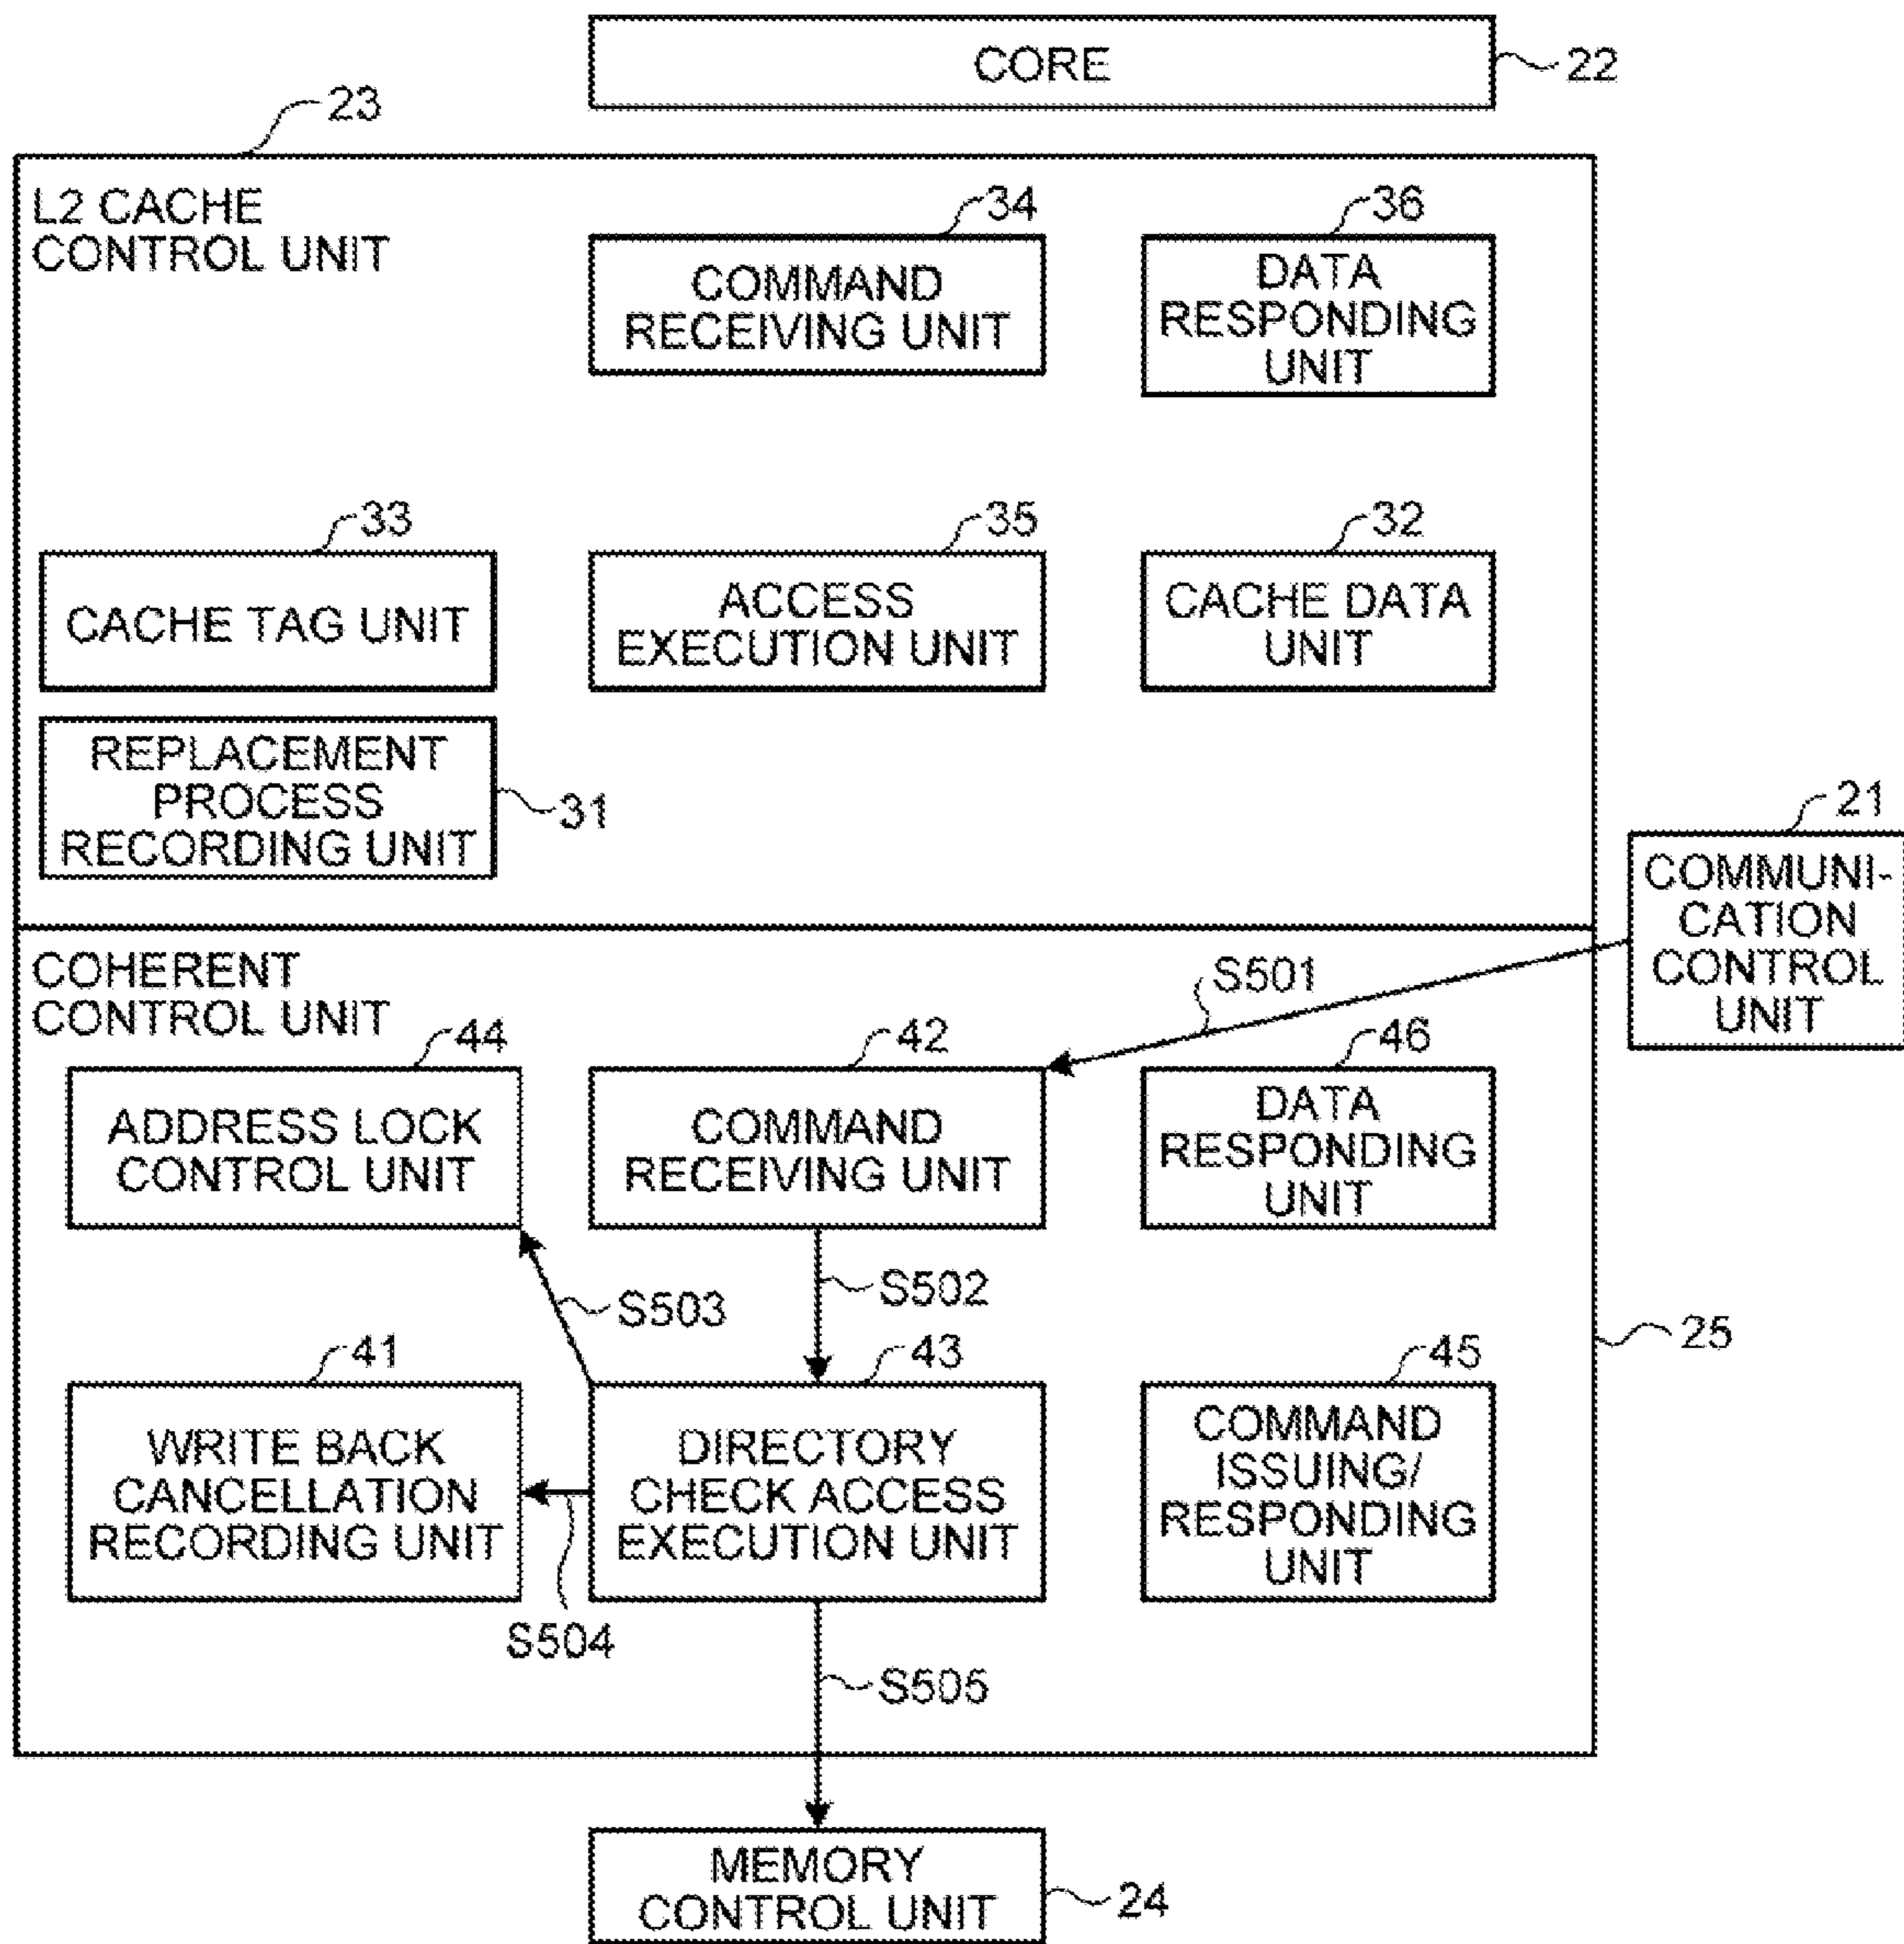 CORE
22
23
L2 CACHE
CONTROL UNIT
34
COMMAND
RECEIVING UNIT
36
DATA
RESPONDING
UNIT
33
CACHE TAG UNIT
35
ACCESS
EXECUTION UNIT
32
CACHE DATA
UNIT
REPLACEMENT
PROCESS
RECORDING UNIT
31
21
COMMUNI-
CATION
CONTROL
UNIT
COHERENT
CONTROL UNIT
S501
44
ADDRESS LOCK
CONTROL UNIT
42
COMMAND
RECEIVING UNIT
46
DATA
RESPONDING
UNIT
S503
S502
25
41
WRITE BACK
CANCELLATION
RECORDING UNIT
43
DIRECTORY
CHECK ACCESS
EXECUTION UNIT
45
COMMAND
ISSUING/
RESPONDING
UNIT
S504
S505
MEMORY
CONTROL UNIT
24